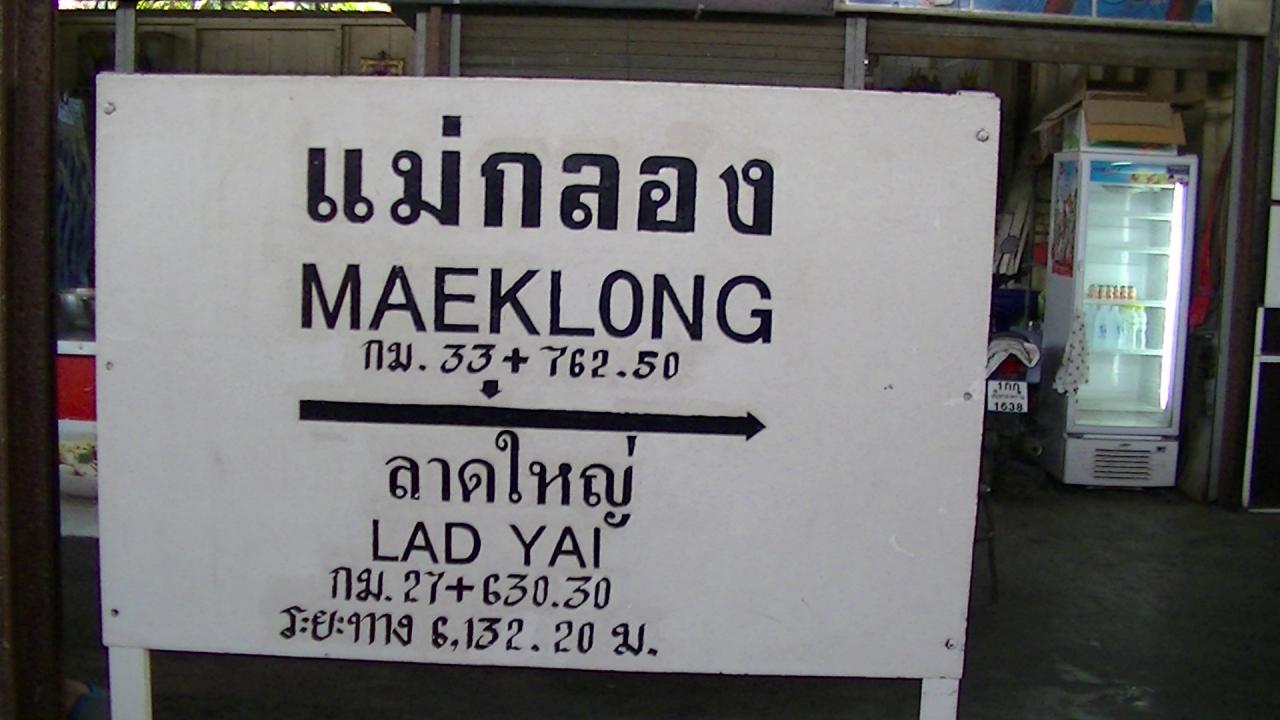 แม่กลอง
MAEKLONG
กม. 33+762.50
ลาดใหญ่
LAD YAI
กม. 27+630.30
ระยะทาง 6,132.20 ม.
1638